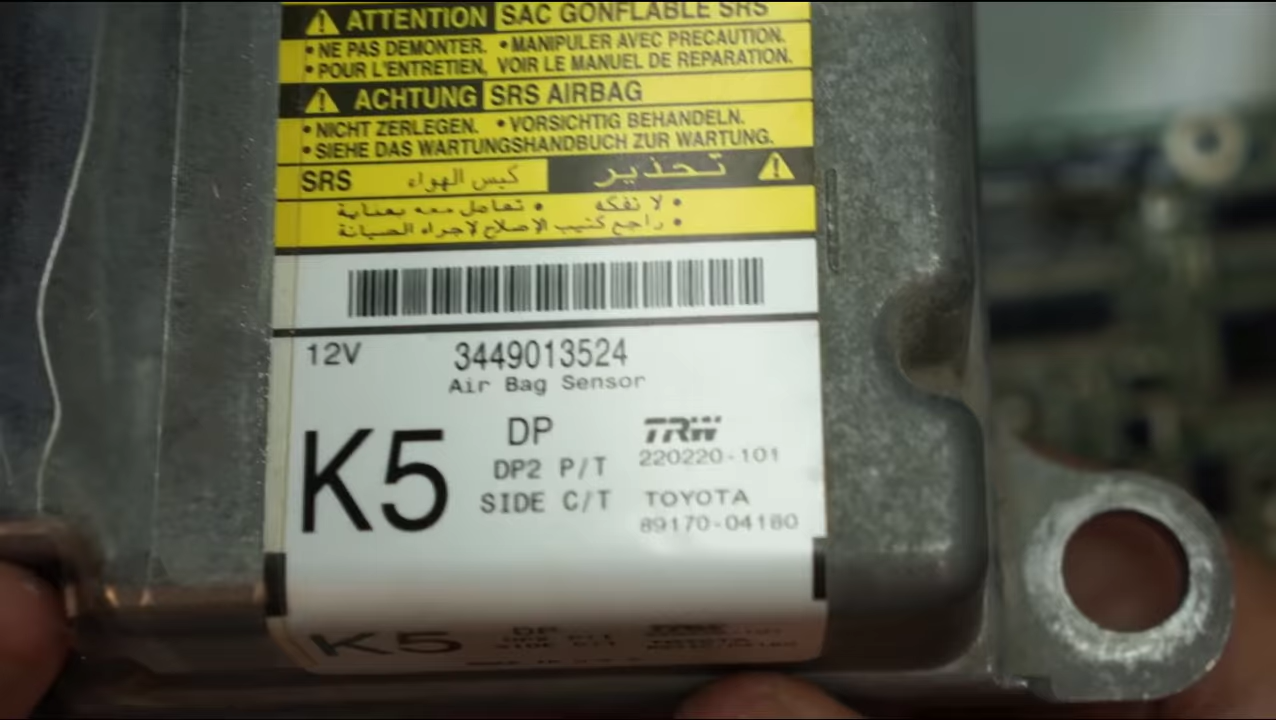 ATTENTION SAC GONFLABLE SRS
• NE PAS DEMONTER. • MANIPULER AVEC PRECAUTION.
• POUR L'ENTRETIEN, VOIR LE MANUEL DE REPARATION.
ACHTUNG SRS AIRBAG
• NICHT ZERLEGEN. • VORSICHTIG BEHANDELN.
• SIEHE DAS WARTUNGSHANDBUCH ZUR WARTUNG.
تحذير كيس الهواء SRS
• لا تفكه • تعامل معه بعناية
• راجع كتيب الاصلاح لاجراء الصيانة
12V 3449013524
Air Bag Sensor
K5
DP TRW
DP2 P/T 220220-101
SIDE C/T TOYOTA
89170-04180
K5 DP